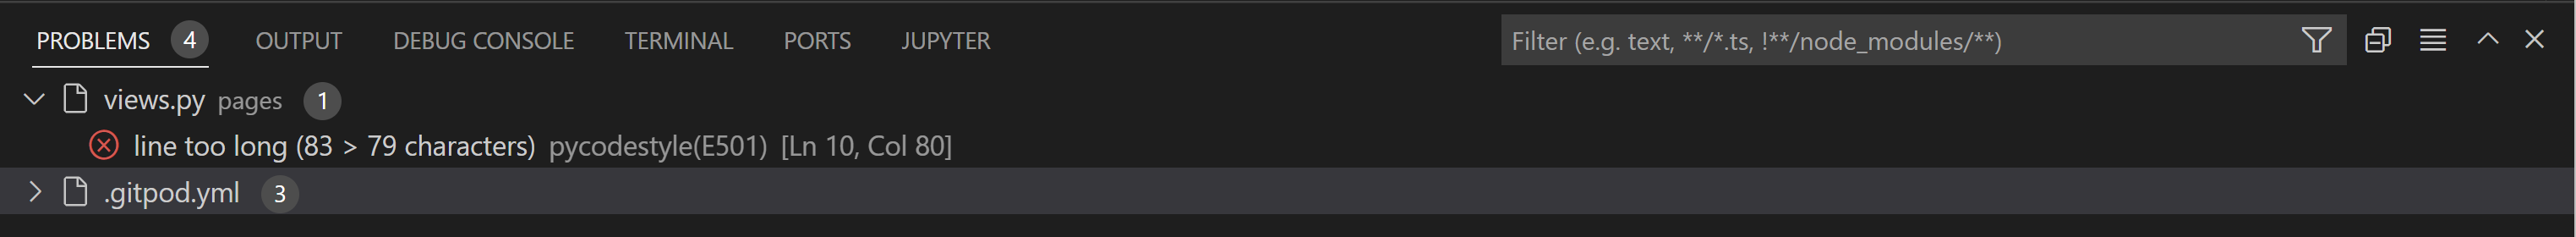 PROBLEMS 4 OUTPUT DEBUG CONSOLE TERMINAL PORTS JUPYTER Filter (e.g. text, **/*.ts, !**/node_modules/**)
views.py pages 1
line too long (83 > 79 characters) pycodestyle(E501) [Ln 10, Col 80]
.gitpod.yml 3